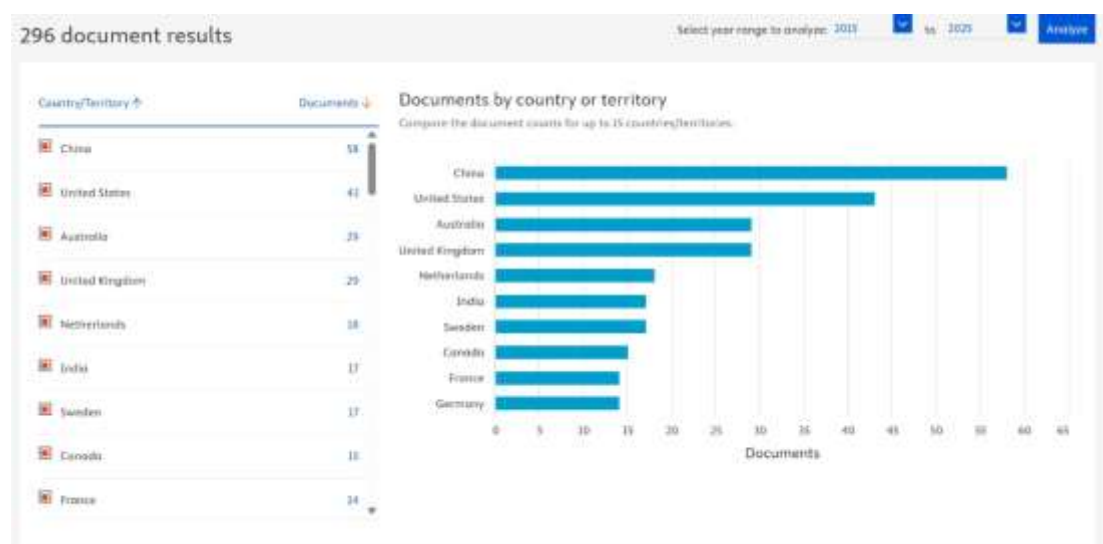 296 document results
Select year range to analyze: 2015 to 2025 Analyze
Country/Territory Documents
China 58
United States 43
Australia 29
United Kingdom 29
Netherlands 18
India 17
Sweden 17
Canada 15
France 14
Documents by country or territory
Compare the document counts for up to 15 countries/territories.
China
United States
Australia
United Kingdom
Netherlands
India
Sweden
Canada
France
Germany
0 5 10 15 20 25 30 35 40 45 50 55 60 65
Documents